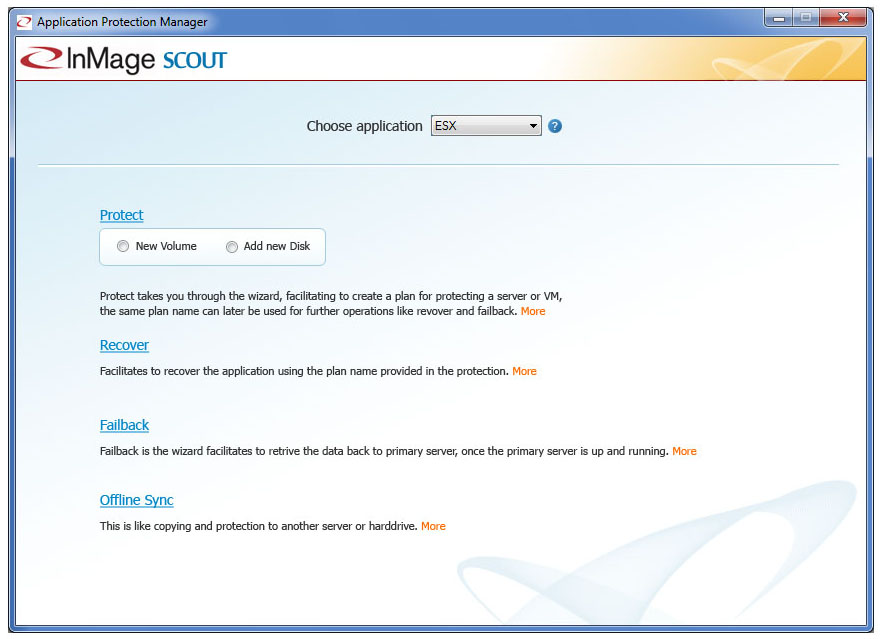 Application Protection Manager
InMage SCOUT
Choose application ESX ?
Protect
New Volume Add new Disk
Protect takes you through the wizard, facilitating to create a plan for protecting a server or VM,
the same plan name can later be used for further operations like revover and failback. More
Recover
Facilitates to recover the application using the plan name provided in the protection. More
Failback
Failback is the wizard facilitates to retrive the data back to primary server, once the primary server is up and running. More
Offline Sync
This is like copying and protection to another server or harddrive. More